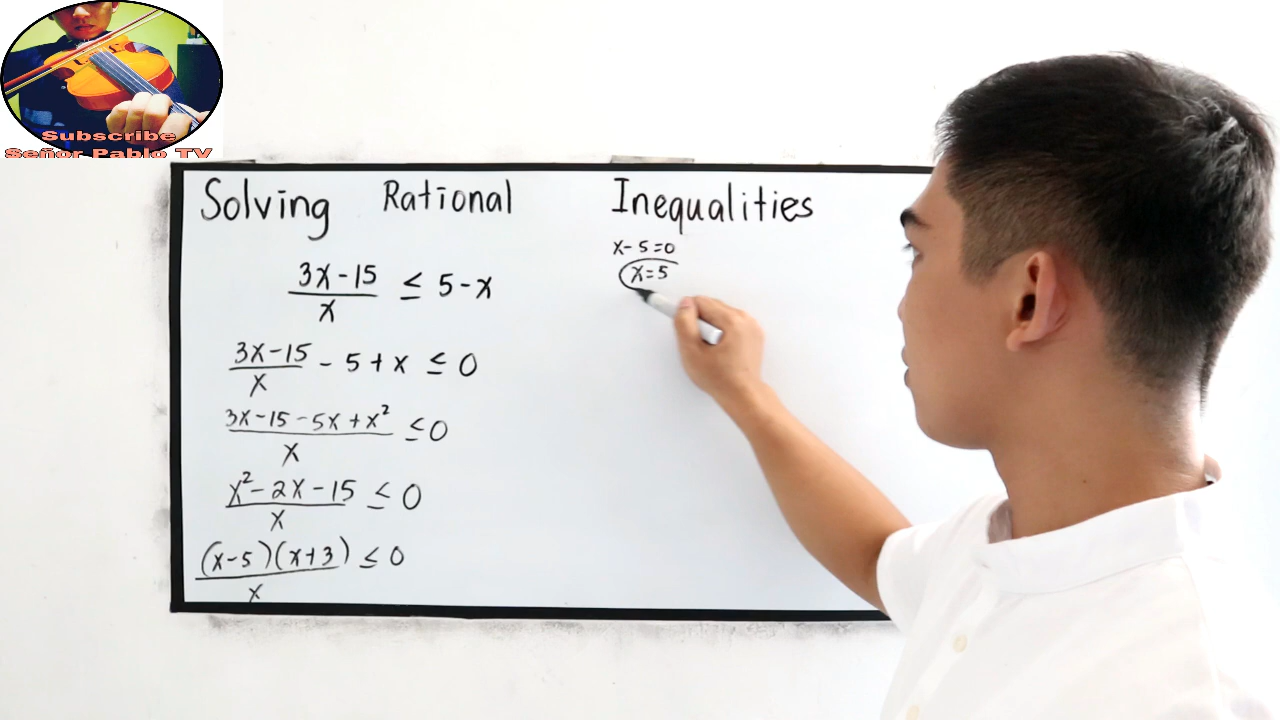 Subscribe
Señor Pablo TV
Solving Rational Inequalities
3x-15/x ≤ 5-x
3x-15/x - 5 + x ≤ 0
3x-15-5x+x²/x ≤ 0
x²-2x-15/x ≤ 0
(x-5)(x+3)/x ≤ 0
x-5=0
x=5